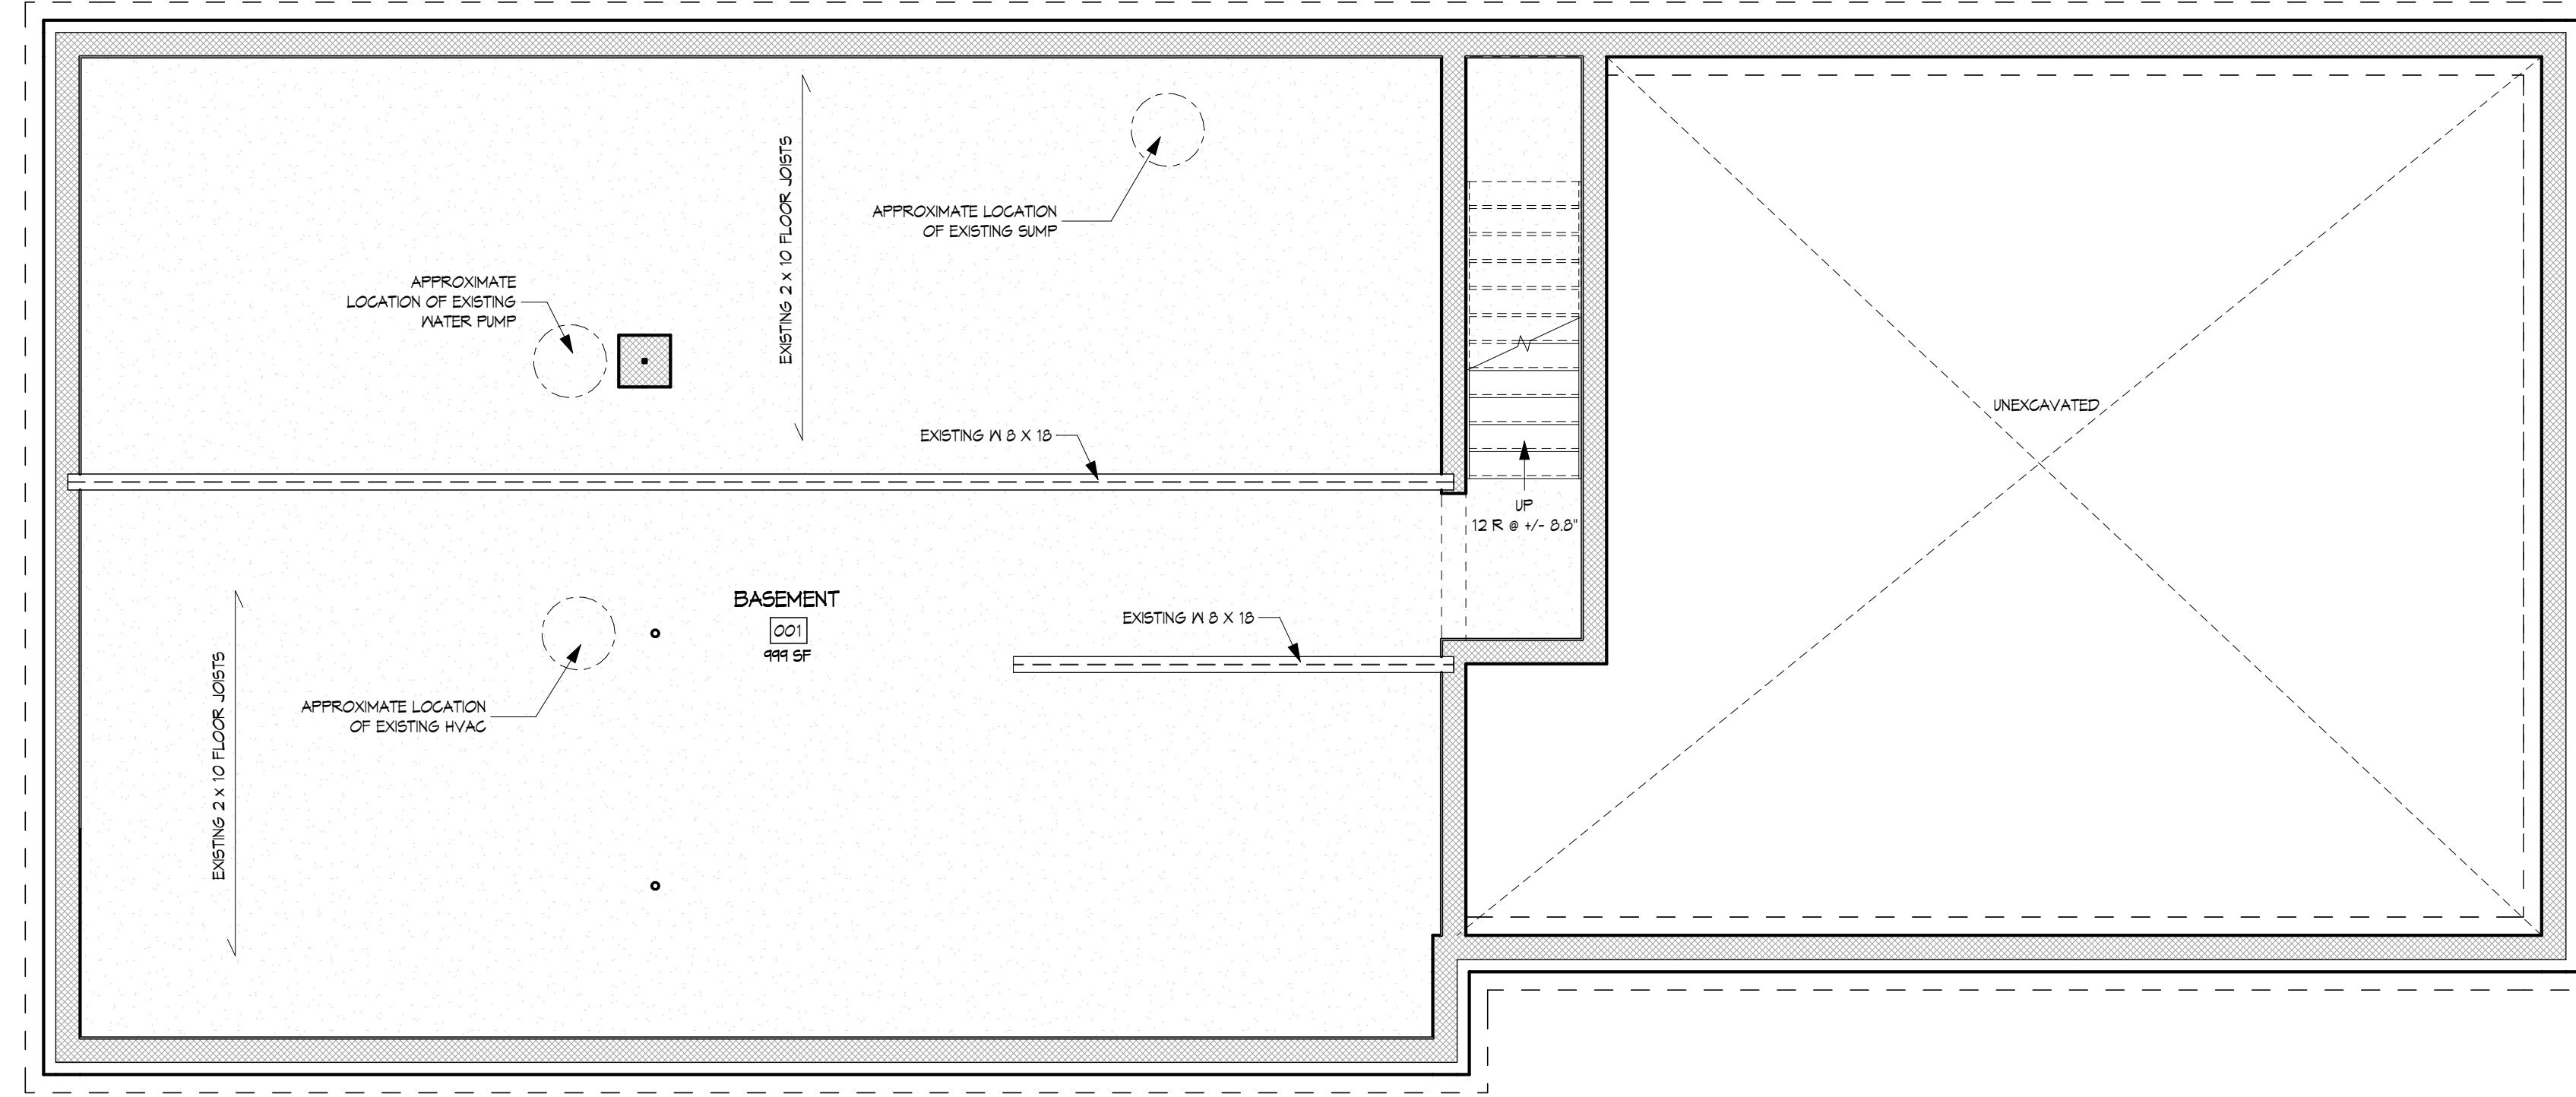 EXISTING 2 x 10 FLOOR JOISTS
APPROXIMATE LOCATION
OF EXISTING SUMP
APPROXIMATE
LOCATION OF EXISTING
WATER PUMP
EXISTING W 8 X 18
UNEXCAVATED
UP
12 R @ +/- 8.8"
BASEMENT
001
999 SF
EXISTING W 8 X 18
EXISTING 2 x 10 FLOOR JOISTS
APPROXIMATE LOCATION
OF EXISTING HVAC